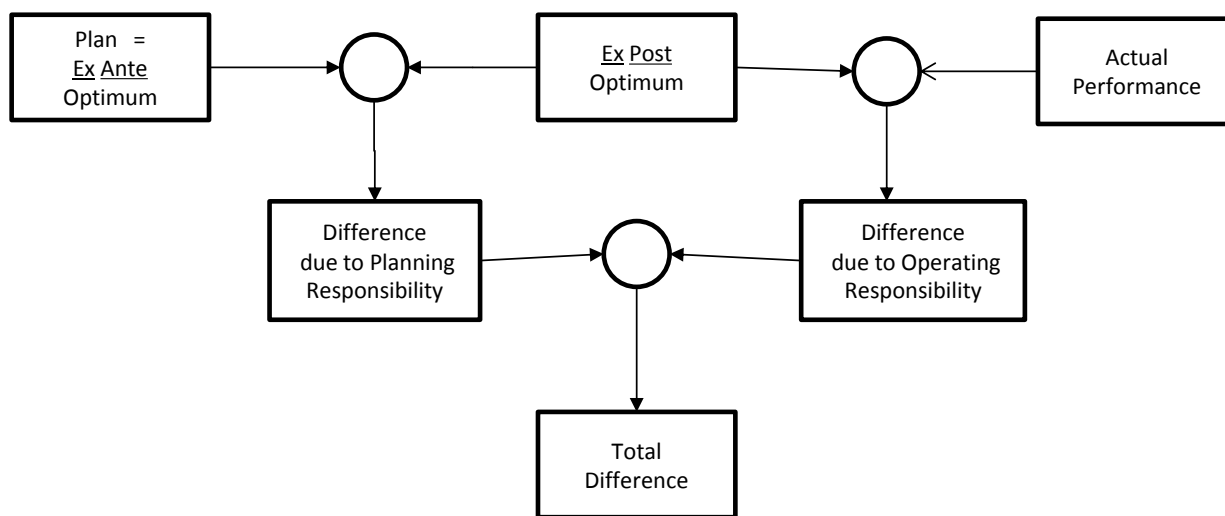 Plan =
Ex Ante
Optimum
Ex Post
Optimum
Actual
Performance
Difference
due to Planning
Responsibility
Difference
due to Operating
Responsibility
Total
Difference